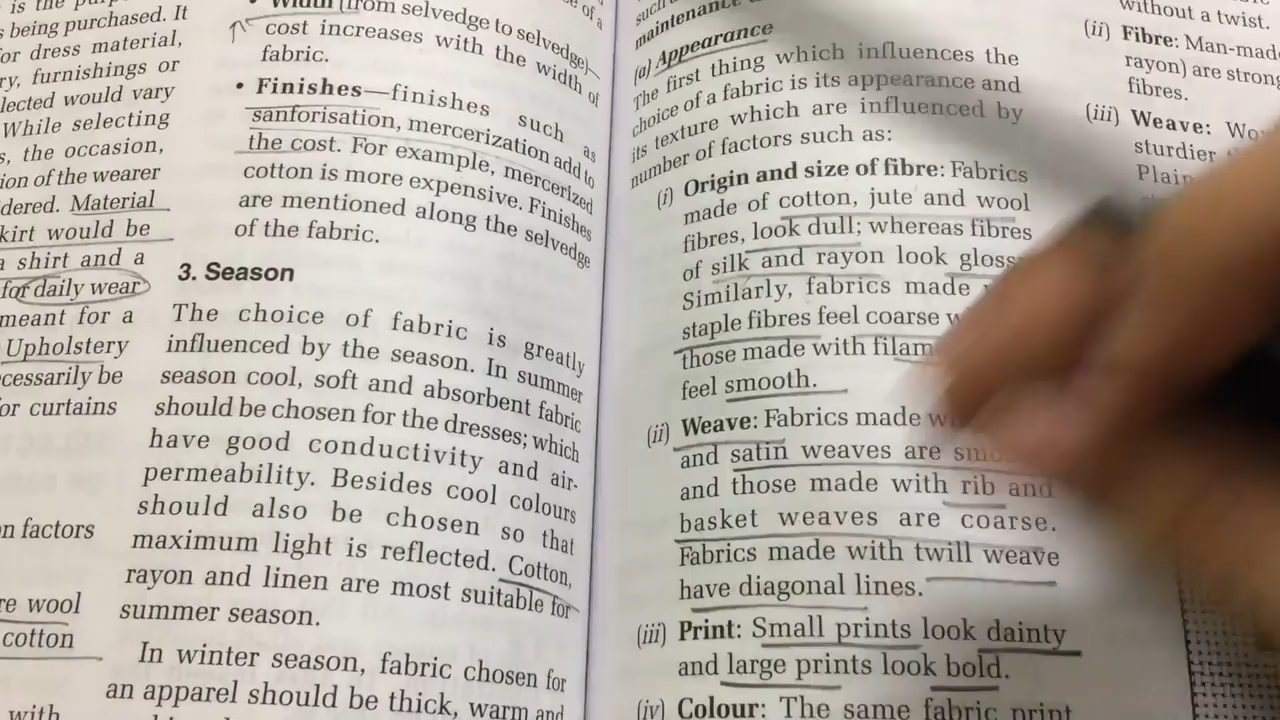 is the
being purchased. It
or dress material,
ry, furnishings or
lected would vary
While selecting
s, the occasion,
ion of the wearer
dered. Material
kirt would be
a shirt and a
for daily wear
meant for a
Upholstery
cessarily be
or curtains
n factors
re wool
cotton
with
• Width (from selvedge to selvedge)—
cost increases with the width of
fabric.
• Finishes—finishes such as
sanforisation, mercerization add to
the cost. For example, mercerized
cotton is more expensive. Finishes
are mentioned along the selvedge
of the fabric.
3. Season
The choice of fabric is greatly
influenced by the season. In summer
season cool, soft and absorbent fabric
should be chosen for the dresses; which
have good conductivity and air-
permeability. Besides cool colours
should also be chosen so that
maximum light is reflected. Cotton,
rayon and linen are most suitable for
summer season.
In winter season, fabric chosen for
an apparel should be thick, warm and
e of a
such
maintenance
(a) Appearance
The first thing which influences the
choice of a fabric is its appearance and
its texture which are influenced by
number of factors such as:
(i) Origin and size of fibre: Fabrics
made of cotton, jute and wool
fibres, look dull; whereas fibres
of silk and rayon look gloss
Similarly, fabrics made
staple fibres feel coarse w
those made with filam
feel smooth.
(ii) Weave: Fabrics made w
and satin weaves are smo
and those made with rib and
basket weaves are coarse.
Fabrics made with twill weave
have diagonal lines.
(iii) Print: Small prints look dainty
and large prints look bold.
(iv) Colour: The same fabric print
without a twist.
(ii) Fibre: Man-made
rayon) are strong
fibres.
(iii) Weave: Wo
sturdier
Plain